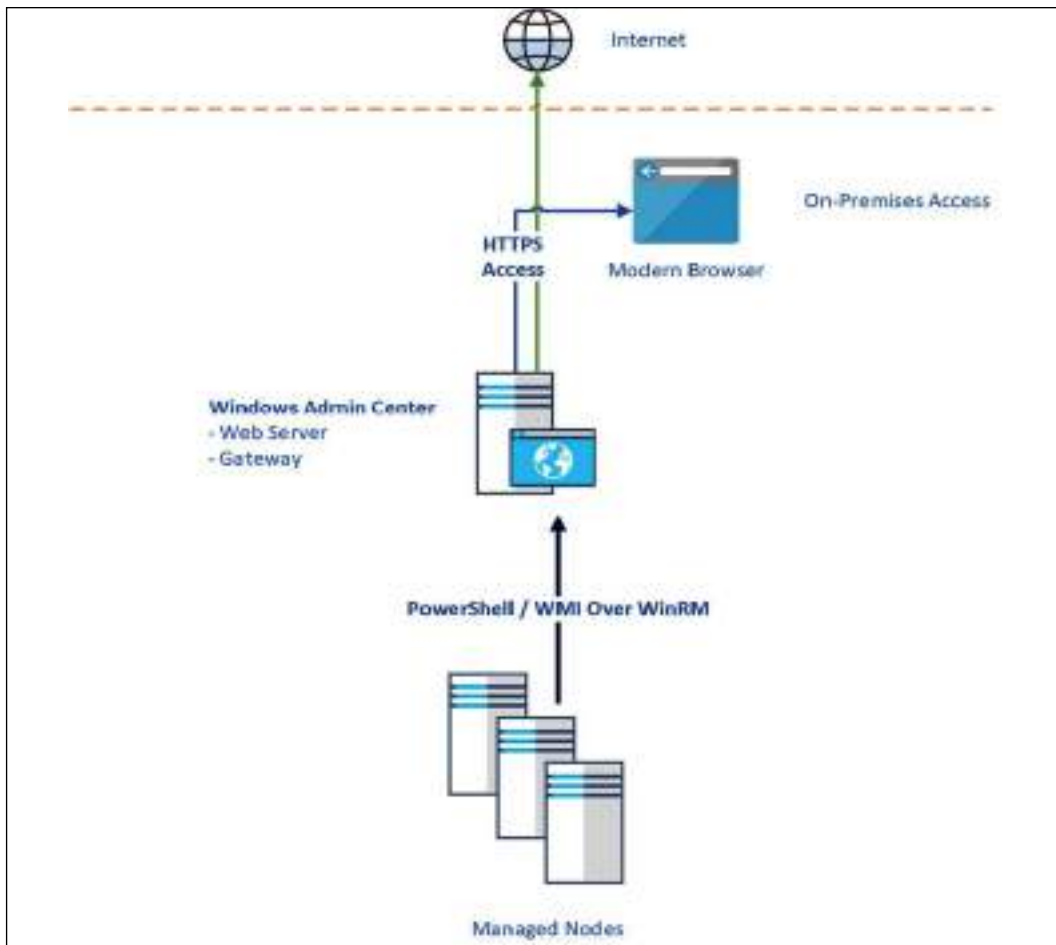 Internet
On-Premises Access
HTTPS
Access
Modern Browser
Windows Admin Center
- Web Server
- Gateway
PowerShell / WMI Over WinRM
Managed Nodes